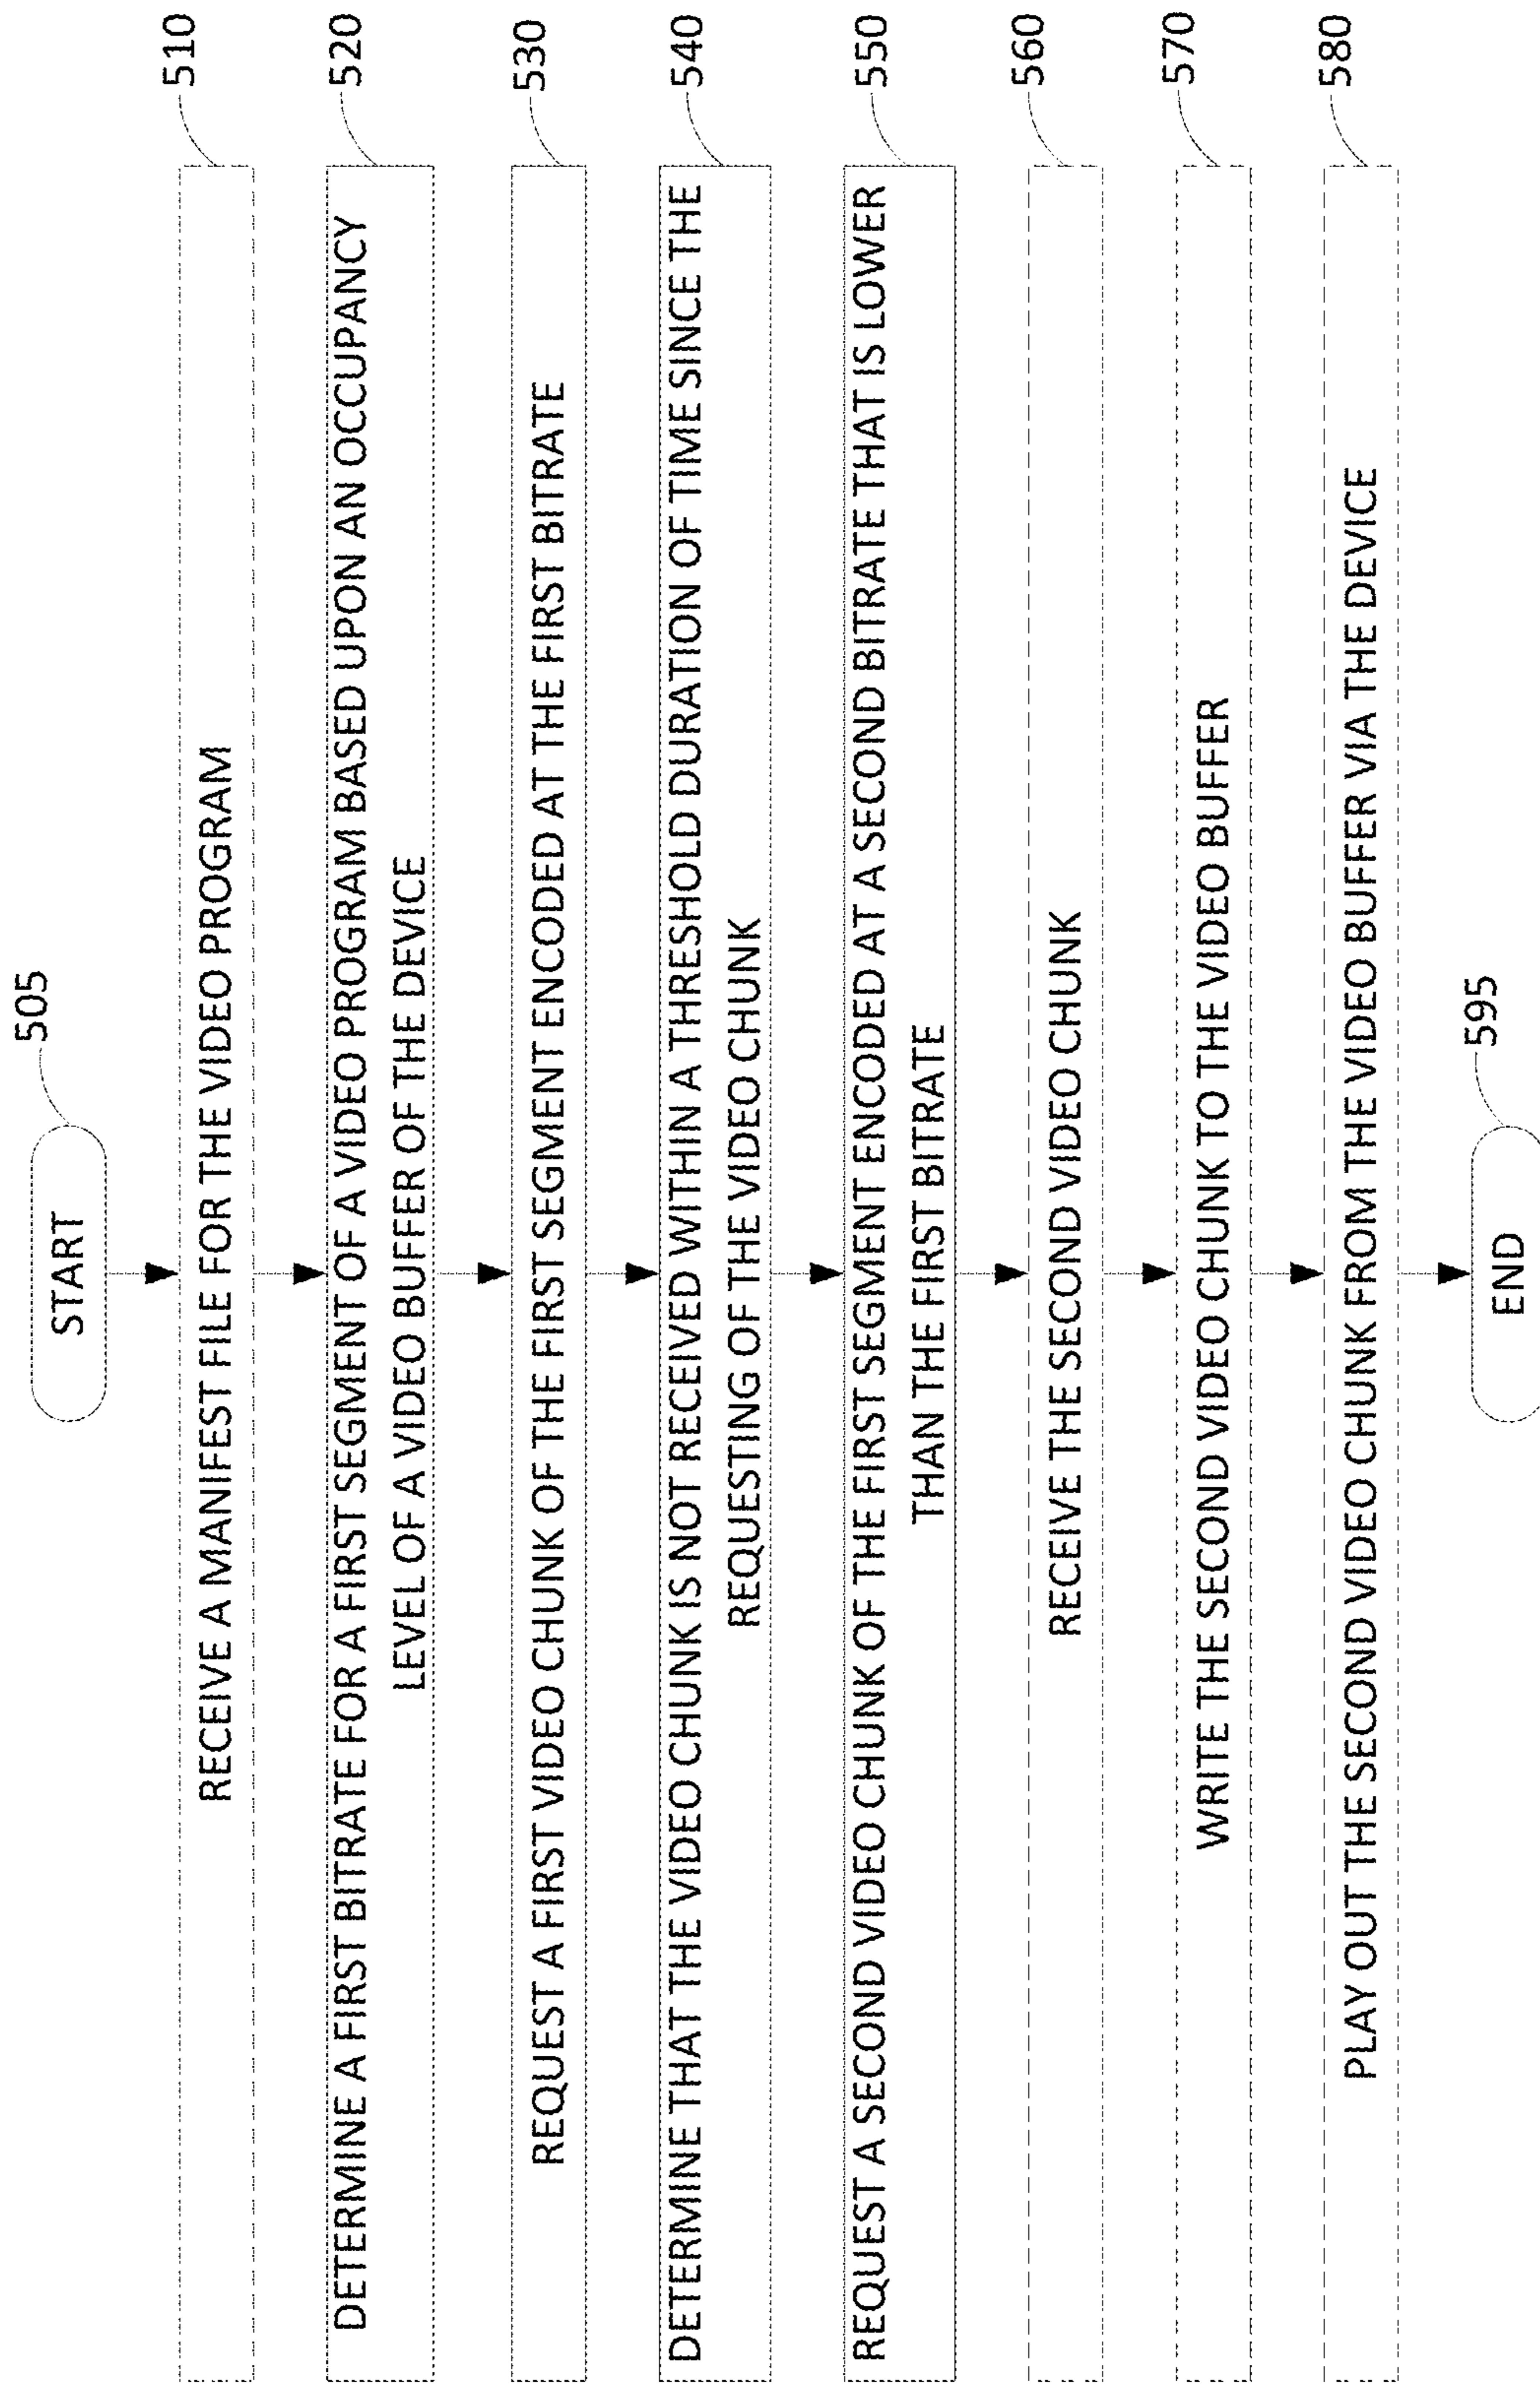 505
START
510
RECEIVE A MANIFEST FILE FOR THE VIDEO PROGRAM
520
DETERMINE A FIRST BITRATE FOR A FIRST SEGMENT OF A VIDEO PROGRAM BASED UPON AN OCCUPANCY
LEVEL OF A VIDEO BUFFER OF THE DEVICE
530
REQUEST A FIRST VIDEO CHUNK OF THE FIRST SEGMENT ENCODED AT THE FIRST BITRATE
540
DETERMINE THAT THE VIDEO CHUNK IS NOT RECEIVED WITHIN A THRESHOLD DURATION OF TIME SINCE THE
REQUESTING OF THE VIDEO CHUNK
550
REQUEST A SECOND VIDEO CHUNK OF THE FIRST SEGMENT ENCODED AT A SECOND BITRATE THAT IS LOWER
THAN THE FIRST BITRATE
560
RECEIVE THE SECOND VIDEO CHUNK
570
WRITE THE SECOND VIDEO CHUNK TO THE VIDEO BUFFER
580
PLAY OUT THE SECOND VIDEO CHUNK FROM THE VIDEO BUFFER VIA THE DEVICE
595
END